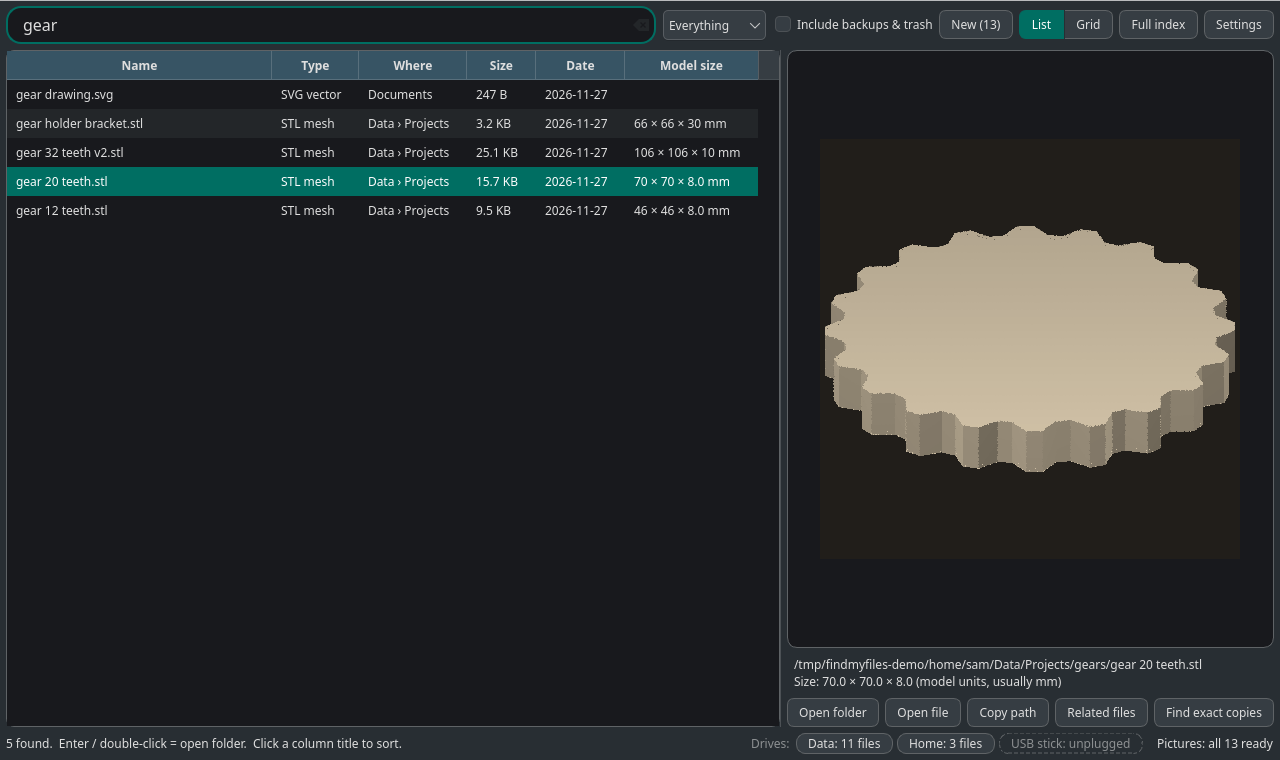 gear
Everything
Include backups & trash
New (13)
List
Grid
Full index
Settings
Name Type Where Size Date Model size
gear drawing.svg SVG vector Documents 247 B 2026-11-27
gear holder bracket.stl STL mesh Data › Projects 3.2 KB 2026-11-27 66 × 66 × 30 mm
gear 32 teeth v2.stl STL mesh Data › Projects 25.1 KB 2026-11-27 106 × 106 × 10 mm
gear 20 teeth.stl STL mesh Data › Projects 15.7 KB 2026-11-27 70 × 70 × 8.0 mm
gear 12 teeth.stl STL mesh Data › Projects 9.5 KB 2026-11-27 46 × 46 × 8.0 mm
/tmp/findmyfiles-demo/home/sam/Data/Projects/gears/gear 20 teeth.stl
Size: 70.0 × 70.0 × 8.0 (model units, usually mm)
Open folder
Open file
Copy path
Related files
Find exact copies
5 found. Enter / double-click = open folder. Click a column title to sort.
Drives:
Data: 11 files
Home: 3 files
USB stick: unplugged
Pictures: all 13 ready